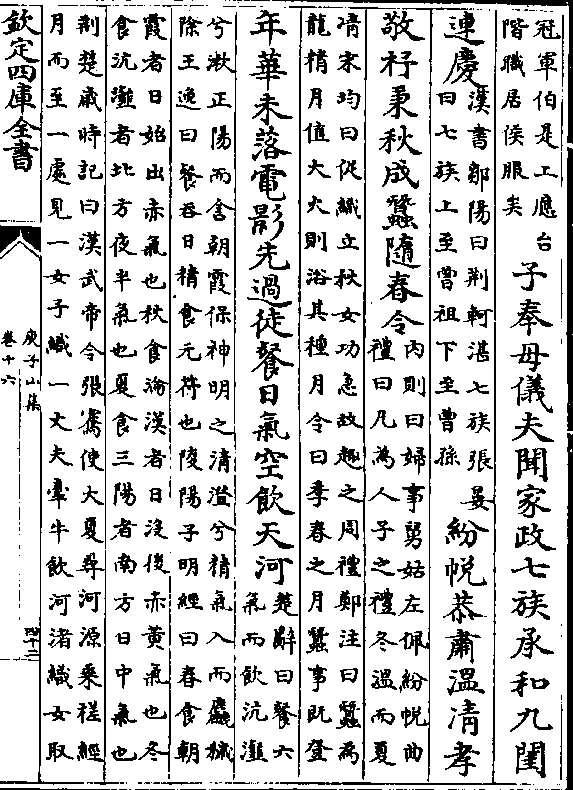 冠軍伯是上應台
階職居侯服矣
子奉母儀夫聞家政七族承和九閨
連慶
漢書鄒陽曰荆軻湛七族張晏
曰七族上至曾祖下至曾孫
紛帨恭肅溫凊孝
敬杼秉秋成蠶隨春令
内則曰婦事舅姑左佩紛帨曲
禮曰凡為人子之禮冬溫而夏
凊宋均曰促織立秋女功急故趣之周禮鄭注曰蠶為
龍精月值大火則浴其種月令曰季春之月蠶事既登
年華未落電影先過徒餐日氣空飲天河
楚辭曰餐六
氣而飲沆瀣
兮漱正陽而含朝霞保神明之清澄兮精氣入而麤穢
除王逸曰餐吞日精食元符也陵陽子明經曰春食朝
霞者日始出赤氣也秋食淪漢者日沒後赤黄氣也冬
食沆瀣者北方夜半氣也夏食三陽者南方日中氣也
荆楚歲時記曰漢武帝令張騫使大夏尋河源乘槎經
月而至一處見一女子織一丈夫牽牛飲河渚織女取
欽定四庫全書
庾子山集
卷十六
四十三